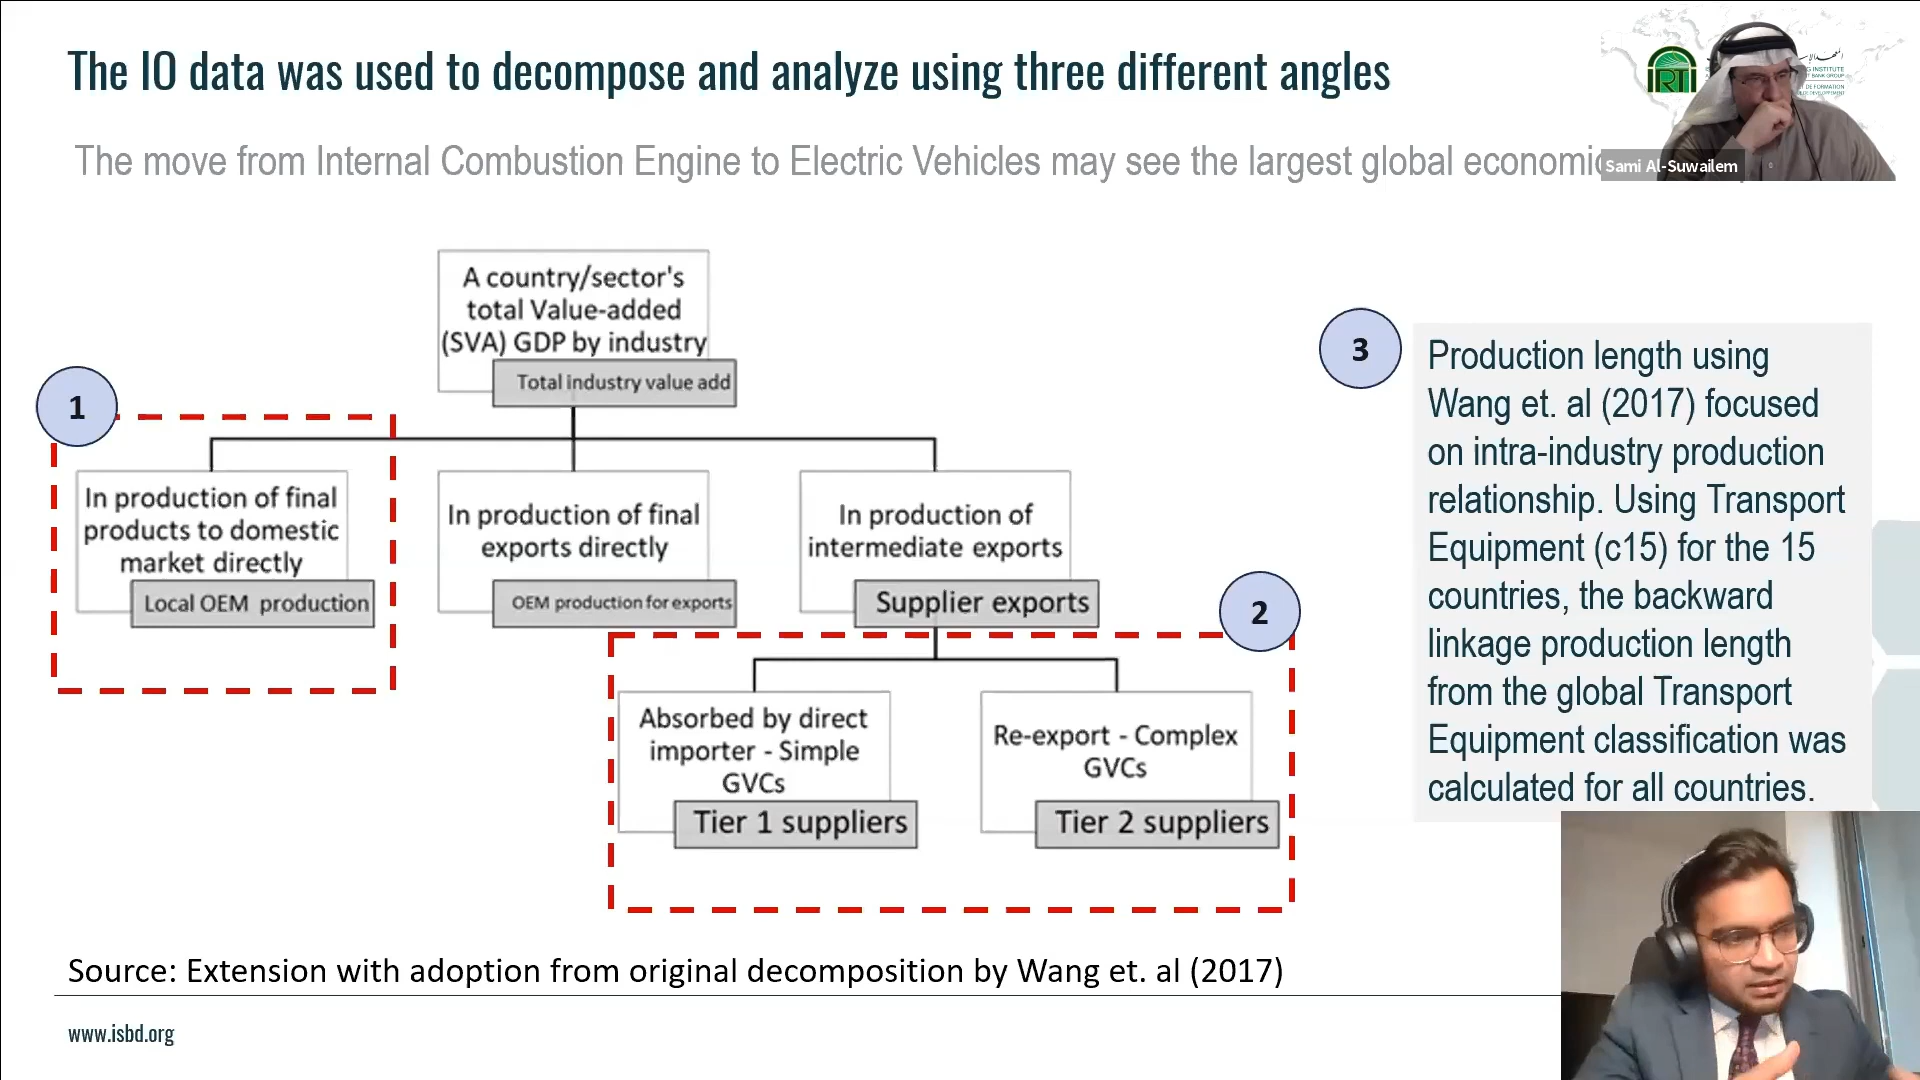 The IO data was used to decompose and analyze using three different angles
The move from Internal Combustion Engine to Electric Vehicles may see the largest global economic
IRTI
G INSTITUTE
T BANK GROUP
DE FORMATION
Sami Al-Suwailem
A country/sector's
total Value-added
(SVA) GDP by industry
Total industry value add
1
In production of final
products to domestic
market directly
Local OEM production
In production of final
exports directly
OEM production for exports
In production of
intermediate exports
Supplier exports
2
Absorbed by direct
importer - Simple
GVCs
Tier 1 suppliers
Re-export - Complex
GVCs
Tier 2 suppliers
3
Production length using
Wang et. al (2017) focused
on intra-industry production
relationship. Using Transport
Equipment (c15) for the 15
countries, the backward
linkage production length
from the global Transport
Equipment classification was
calculated for all countries.
Source: Extension with adoption from original decomposition by Wang et. al (2017)
www.isbd.org